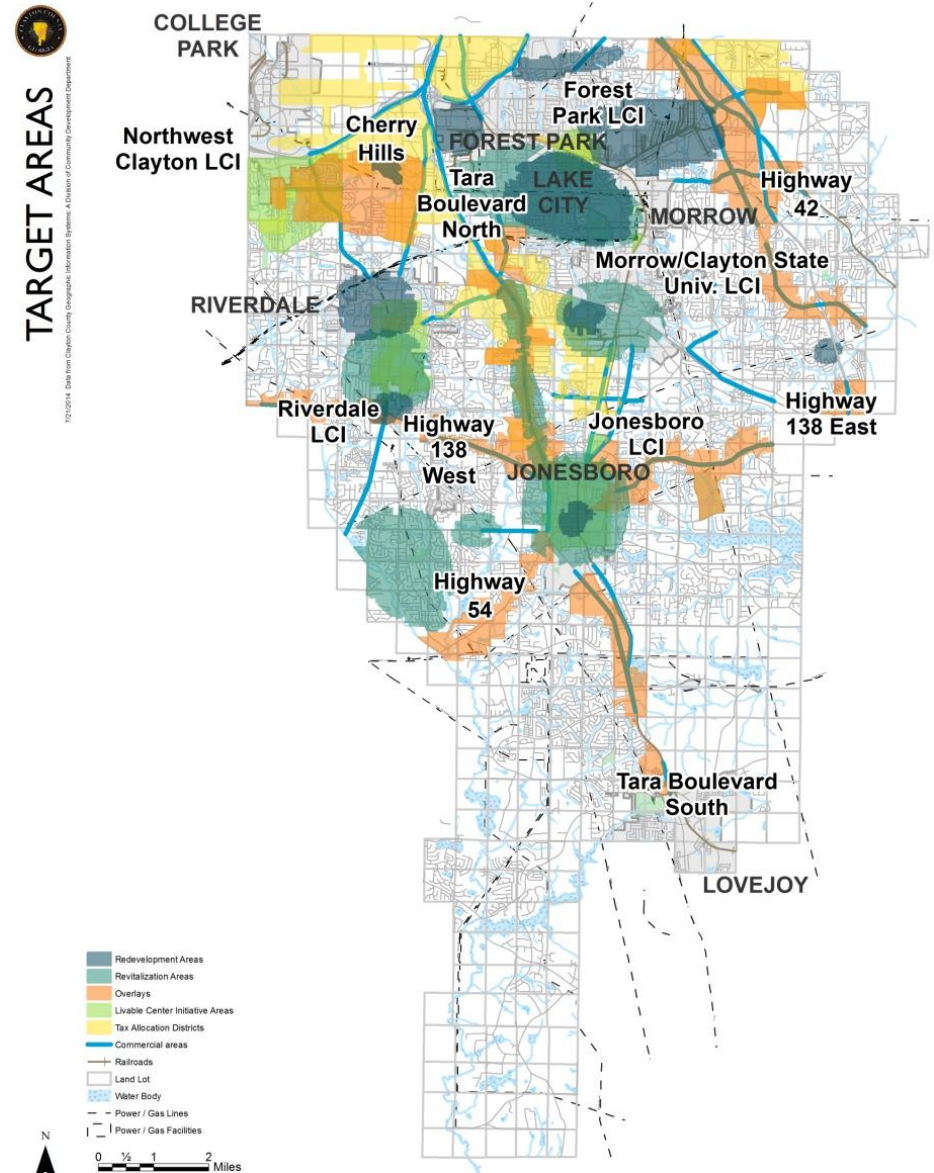 CLAYTON COUNTY
GEORGIA
TARGET AREAS
7/21/2014 Data from Clayton County Geographic Information Systems: A Division of Community Development Department
COLLEGE
PARK
Northwest
Clayton LCI
Cherry
Hills
Forest
Park LCI
FOREST PARK
Tara
Boulevard
North
LAKE
CITY
MORROW
Highway
42
Morrow/Clayton State
Univ. LCI
RIVERDALE
Riverdale
LCI
Highway
138
West
Jonesboro
LCI
JONESBORO
Highway
138 East
Highway
54
Tara Boulevard
South
LOVEJOY
Redevelopment Areas
Revitalization Areas
Overlays
Livable Center Initiative Areas
Tax Allocation Districts
Commercial areas
Railroads
Land Lot
Water Body
Power / Gas Lines
Power / Gas Facilities
N
0 ½ 1 2
Miles